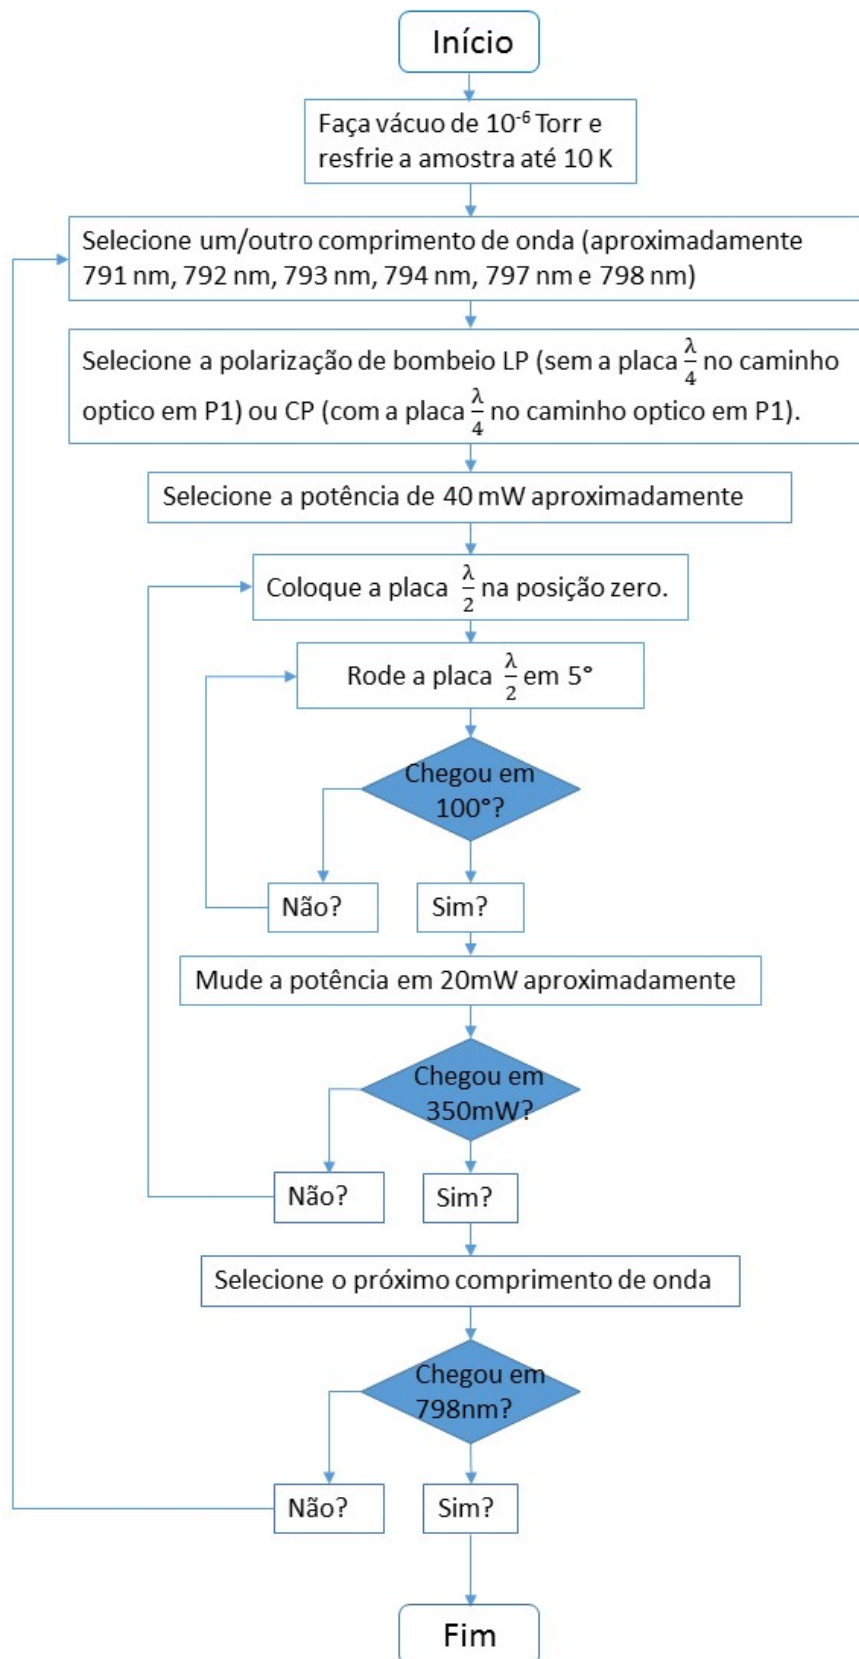 Início
Faça vácuo de 10⁻⁶ Torr e
resfrie a amostra até 10 K
Selecione um/outro comprimento de onda (aproximadamente
791 nm, 792 nm, 793 nm, 794 nm, 797 nm e 798 nm)
Selecione a polarização de bombeio LP (sem a placa λ/4 no caminho
optico em P1) ou CP (com a placa λ/4 no caminho optico em P1).
Selecione a potência de 40 mW aproximadamente
Coloque a placa λ/2 na posição zero.
Rode a placa λ/2 em 5°
Chegou em
100°?
Não?
Sim?
Mude a potência em 20mW aproximadamente
Chegou em
350mW?
Não?
Sim?
Selecione o próximo comprimento de onda
Chegou em
798nm?
Não?
Sim?
Fim